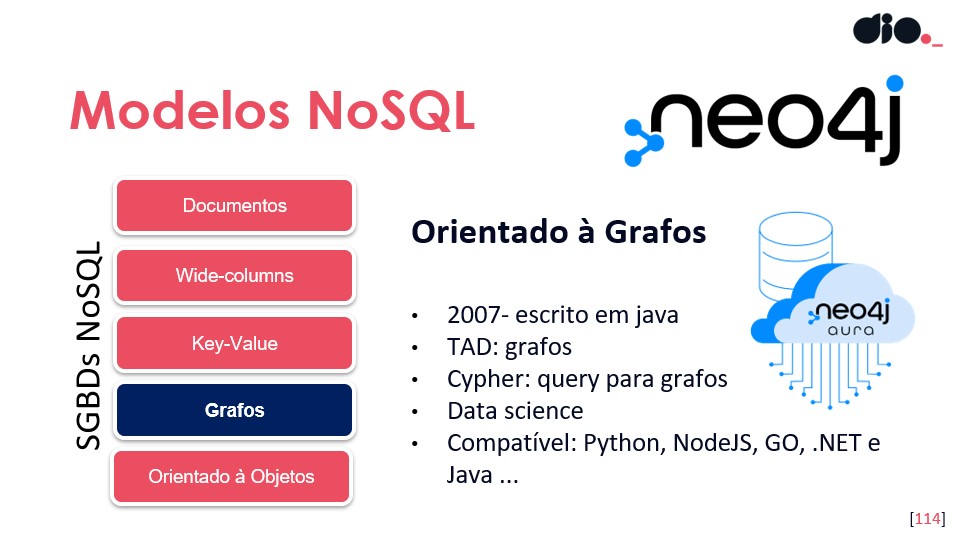 dio._
Modelos NoSQL
neo4j
SGBDs NoSQL
Documentos
Wide-columns
Key-Value
Grafos
Orientado à Objetos
Orientado à Grafos
• 2007- escrito em java
• TAD: grafos
• Cypher: query para grafos
• Data science
• Compatível: Python, NodeJS, GO, .NET e
Java ...
neo4j
aura
[114]